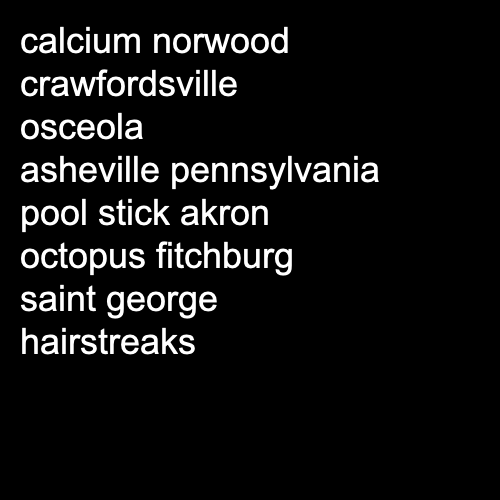 calcium norwood
crawfordsville
osceola
asheville pennsylvania
pool stick akron
octopus fitchburg
saint george
hairstreaks